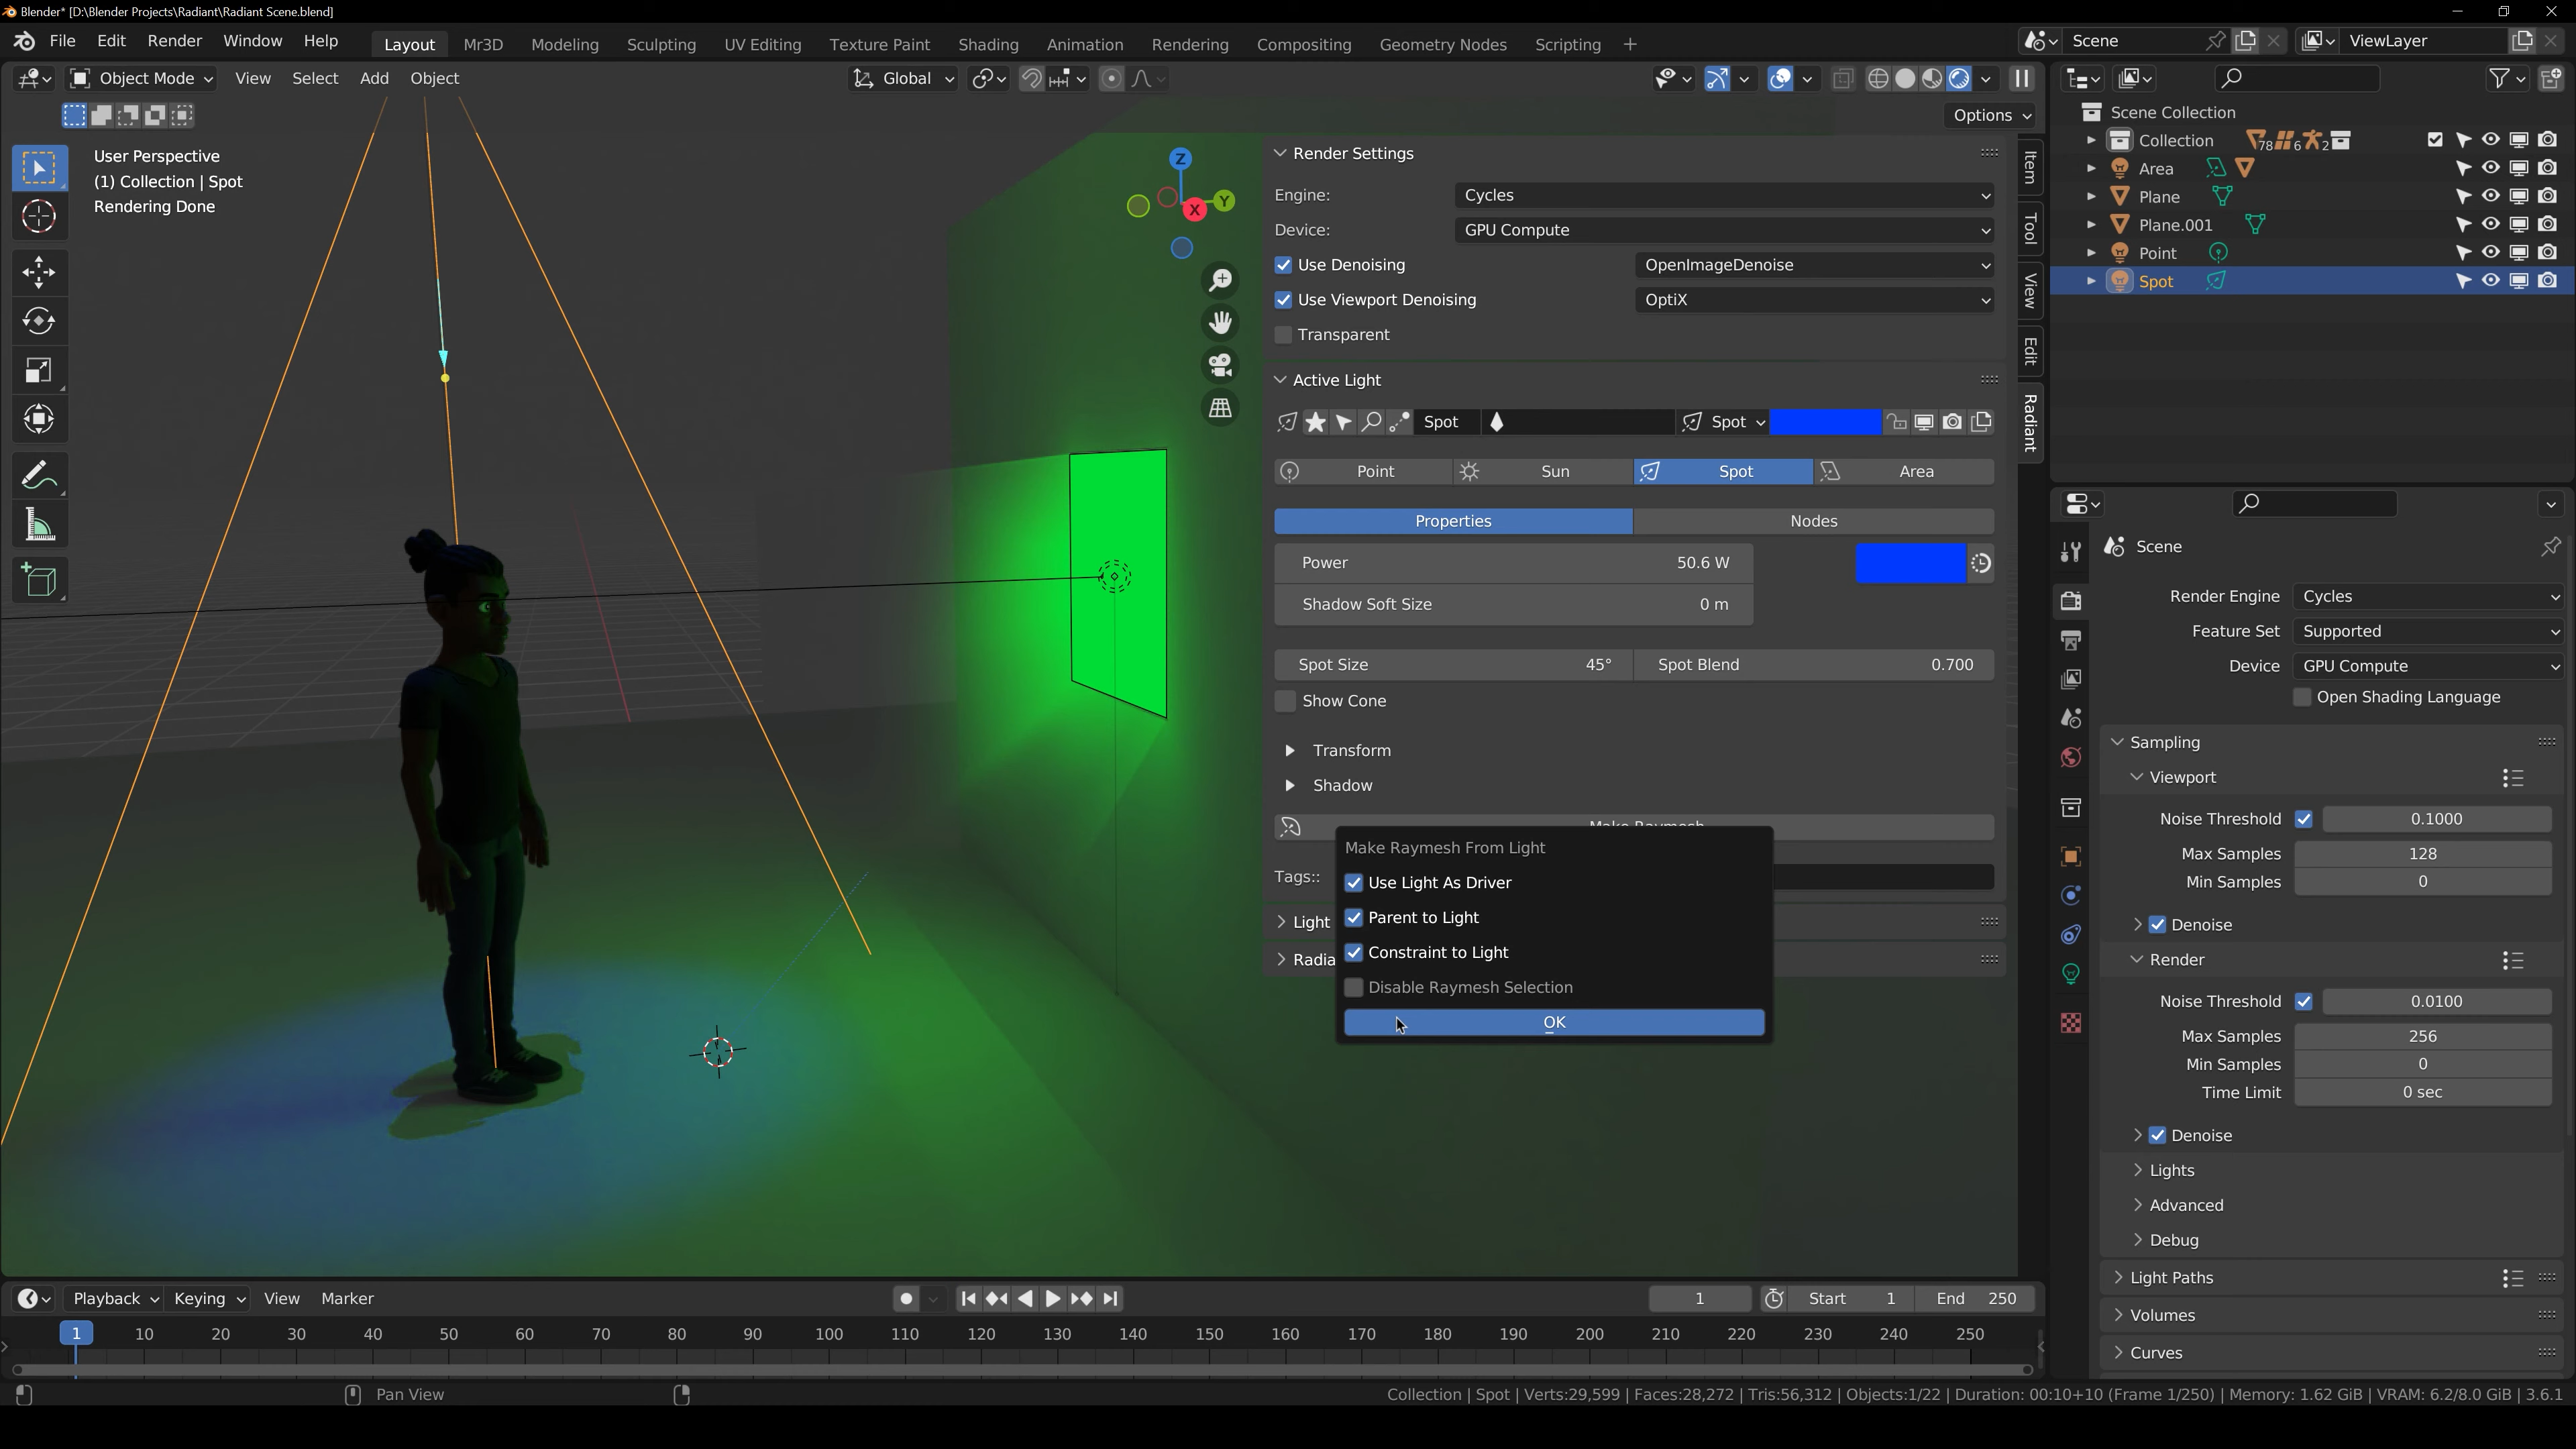 Blender* [D:\Blender Projects\Radiant\Radiant Scene.blend]
File Edit Render Window Help
Layout Mr3D Modeling Sculpting UV Editing Texture Paint Shading Animation Rendering Compositing Geometry Nodes Scripting +
Scene ViewLayer
Object Mode View Select Add Object
Global
Options
User Perspective
(1) Collection | Spot
Rendering Done
Z
Y
X
Item
Tool
View
Edit
Radiant
Render Settings
Engine: Cycles
Device: GPU Compute
Use Denoising OpenImageDenoise
Use Viewport Denoising OptiX
Transparent
Active Light
Spot Spot
Point Sun Spot Area
Properties Nodes
Power 50.6 W
Shadow Soft Size 0 m
Spot Size 45° Spot Blend 0.700
Show Cone
Transform
Shadow
Make Raymesh
Tags::
Light
Radia
Make Raymesh From Light
Use Light As Driver
Parent to Light
Constraint to Light
Disable Raymesh Selection
OK
Scene Collection
Collection 78 6 2
Area
Plane
Plane.001
Point
Spot
Scene
Render Engine Cycles
Feature Set Supported
Device GPU Compute
Open Shading Language
Sampling
Viewport
Noise Threshold 0.1000
Max Samples 128
Min Samples 0
Denoise
Render
Noise Threshold 0.0100
Max Samples 256
Min Samples 0
Time Limit 0 sec
Denoise
Lights
Advanced
Debug
Light Paths
Volumes
Curves
Playback Keying View Marker
1 Start 1 End 250
1 10 20 30 40 50 60 70 80 90 100 110 120 130 140 150 160 170 180 190 200 210 220 230 240 250
Pan View
Collection | Spot | Verts:29,599 | Faces:28,272 | Tris:56,312 | Objects:1/22 | Duration: 00:10+10 (Frame 1/250) | Memory: 1.62 GiB | VRAM: 6.2/8.0 GiB | 3.6.1